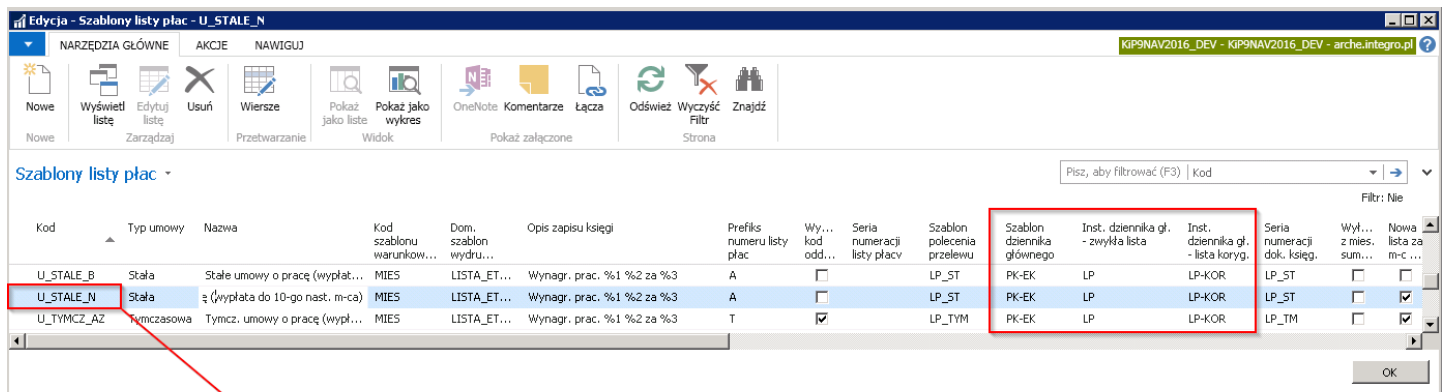 Edycja - Szablony listy płac - U_STALE_N
NARZĘDZIA GŁÓWNE AKCJE NAWIGUJ KiP9NAV2016_DEV - KiP9NAV2016_DEV - arche.integro.pl
Nowe Wyświetl listę Edytuj listę Usuń Wiersze Pokaż jako liste Pokaż jako wykres OneNote Komentarze Łącza Odśwież Wyczyść Filtr Znajdź
Nowe Zarządzaj Przetwarzanie Widok Pokaż załączone Strona
Szablony listy płac Pisz, aby filtrować (F3) Kod
Filtr: Nie
Kod Typ umowy Nazwa Kod szablonu warunkow... Dom. szablon wydru... Opis zapisu księgi Prefiks numeru listy płac Wy... kod odd... Seria numeracji listy płacy Szablon polecenia przelewu Szablon dziennika głównego Inst. dziennika gł. - zwykła lista Inst. dziennika gł. - lista koryg. Seria numeracji dok. księg. Wył... z mies. sum... Nowa lista za m-c ...
U_STALE_B Stała Stałe umowy o pracę (wypłat... MIES LISTA_ET... Wynagr. prac. %1 %2 za %3 A LP_ST PK-EK LP LP-KOR LP_ST
U_STALE_N Stała ę (wypłata do 10-go nast. m-ca) MIES LISTA_ET... Wynagr. prac. %1 %2 za %3 A LP_ST PK-EK LP LP-KOR LP_ST
U_TYMCZ_AZ Tymczasowa Tymcz. umowy o pracę (wypł... MIES LISTA_ET... Wynagr. prac. %1 %2 za %3 T LP_TYM PK-EK LP LP-KOR LP_TM
OK